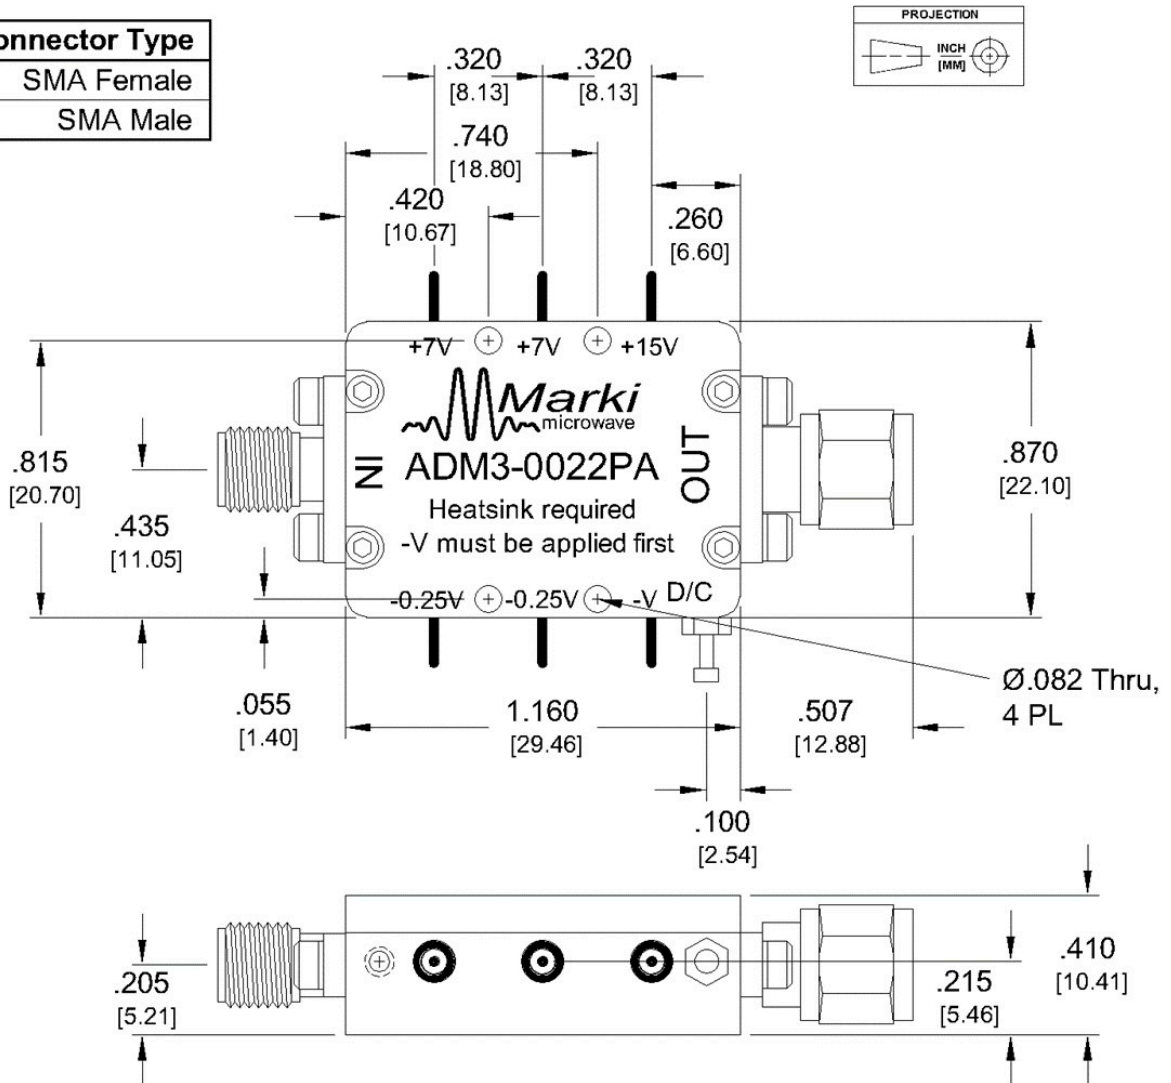 PROJECTION
INCH
[MM]
Connector Type
SMA Female
SMA Male
.320
[8.13]
.320
[8.13]
.740
[18.80]
.420
[10.67]
.260
[6.60]
+7V +7V +15V
Marki
microwave
IN
OUT
ADM3-0022PA
Heatsink required
-V must be applied first
-0.25V -0.25V -V D/C
.815
[20.70]
.435
[11.05]
.870
[22.10]
.055
[1.40]
1.160
[29.46]
.507
[12.88]
Ø.082 Thru,
4 PL
.100
[2.54]
.205
[5.21]
.215
[5.46]
.410
[10.41]